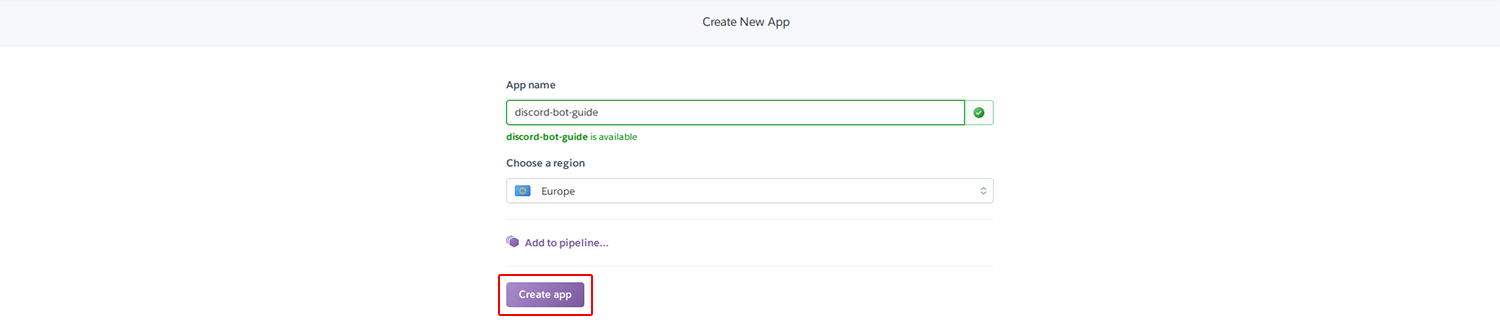 Create New App
App name
discord-bot-guide
discord-bot-guide is available
Choose a region
Europe
Add to pipeline...
Create app